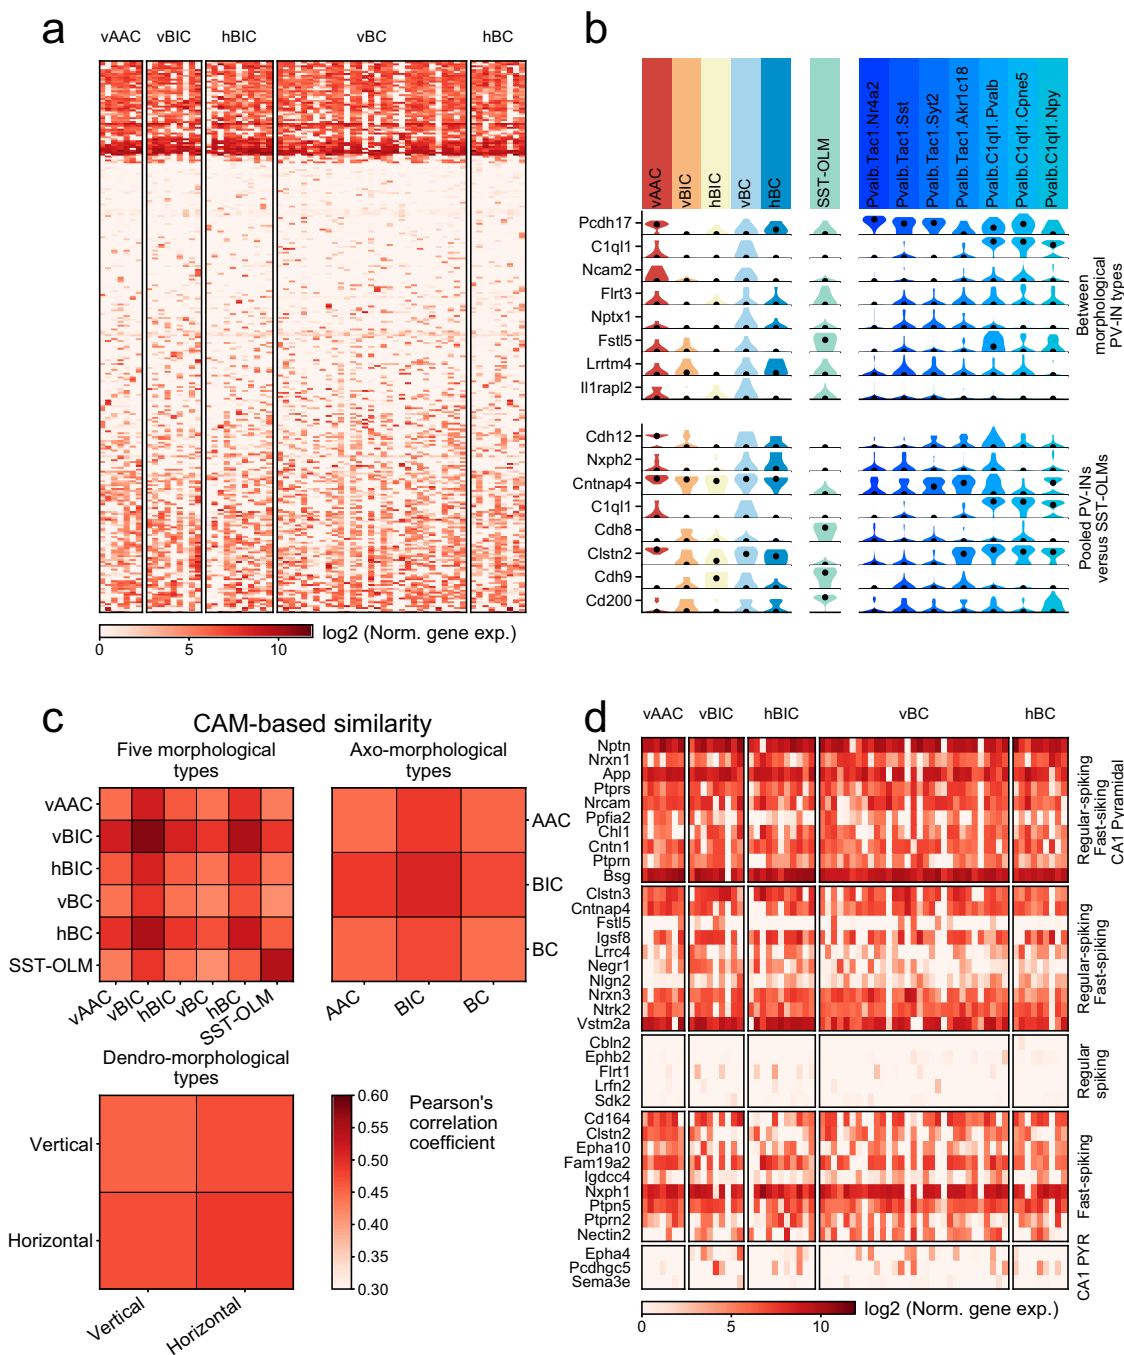 a
vAAC vBIC hBIC vBC hBC
0 5 10
log2 (Norm. gene exp.)
b
vAAC
vBIC
hBIC
vBC
hBC
SST-OLM
Pvalb.Tac1.Nr4a2
Pvalb.Tac1.Sst
Pvalb.Tac1.Syt2
Pvalb.Tac1.Akr1c18
Pvalb.C1ql1.Pvalb
Pvalb.C1ql1.Cpne5
Pvalb.C1ql1.Npy
Pcdh17
C1ql1
Ncam2
Flrt3
Nptx1
Fstl5
Lrrtm4
Il1rapl2
Between
morphological
PV-IN types
Cdh12
Nxph2
Cntnap4
C1ql1
Cdh8
Clstn2
Cdh9
Cd200
Pooled PV-INs
versus SST-OLMs
c
CAM-based similarity
Five morphological
types
vAAC
vBIC
hBIC
vBC
hBC
SST-OLM
vAAC vBIC hBIC vBC hBC SST-OLM
Axo-morphological
types
AAC
BIC
BC
AAC BIC BC
Dendro-morphological
types
Vertical
Horizontal
Vertical Horizontal
0.60
0.55
0.50
0.45
0.40
0.35
0.30
Pearson's
correlation
coefficient
d
vAAC vBIC hBIC vBC hBC
Nptn
Nrxn1
App
Ptprs
Nrcam
Ppfia2
Chl1
Cntn1
Ptprn
Bsg
Regular-spiking
Fast-siking
CA1 Pyramidal
Clstn3
Cntnap4
Fstl5
Igsf8
Lrrc4
Negr1
Nlgn2
Nrxn3
Ntrk2
Vstm2a
Regular-spiking
Fast-spiking
Cbln2
Ephb2
Flrt1
Lrfn2
Sdk2
Regular
spiking
Cd164
Clstn2
Epha10
Fam19a2
Igdcc4
Nxph1
Ptpn5
Ptprn2
Nectin2
Fast-spiking
Epha4
Pcdhgc5
Sema3e
CA1 PYR
0 5 10
log2 (Norm. gene exp.)